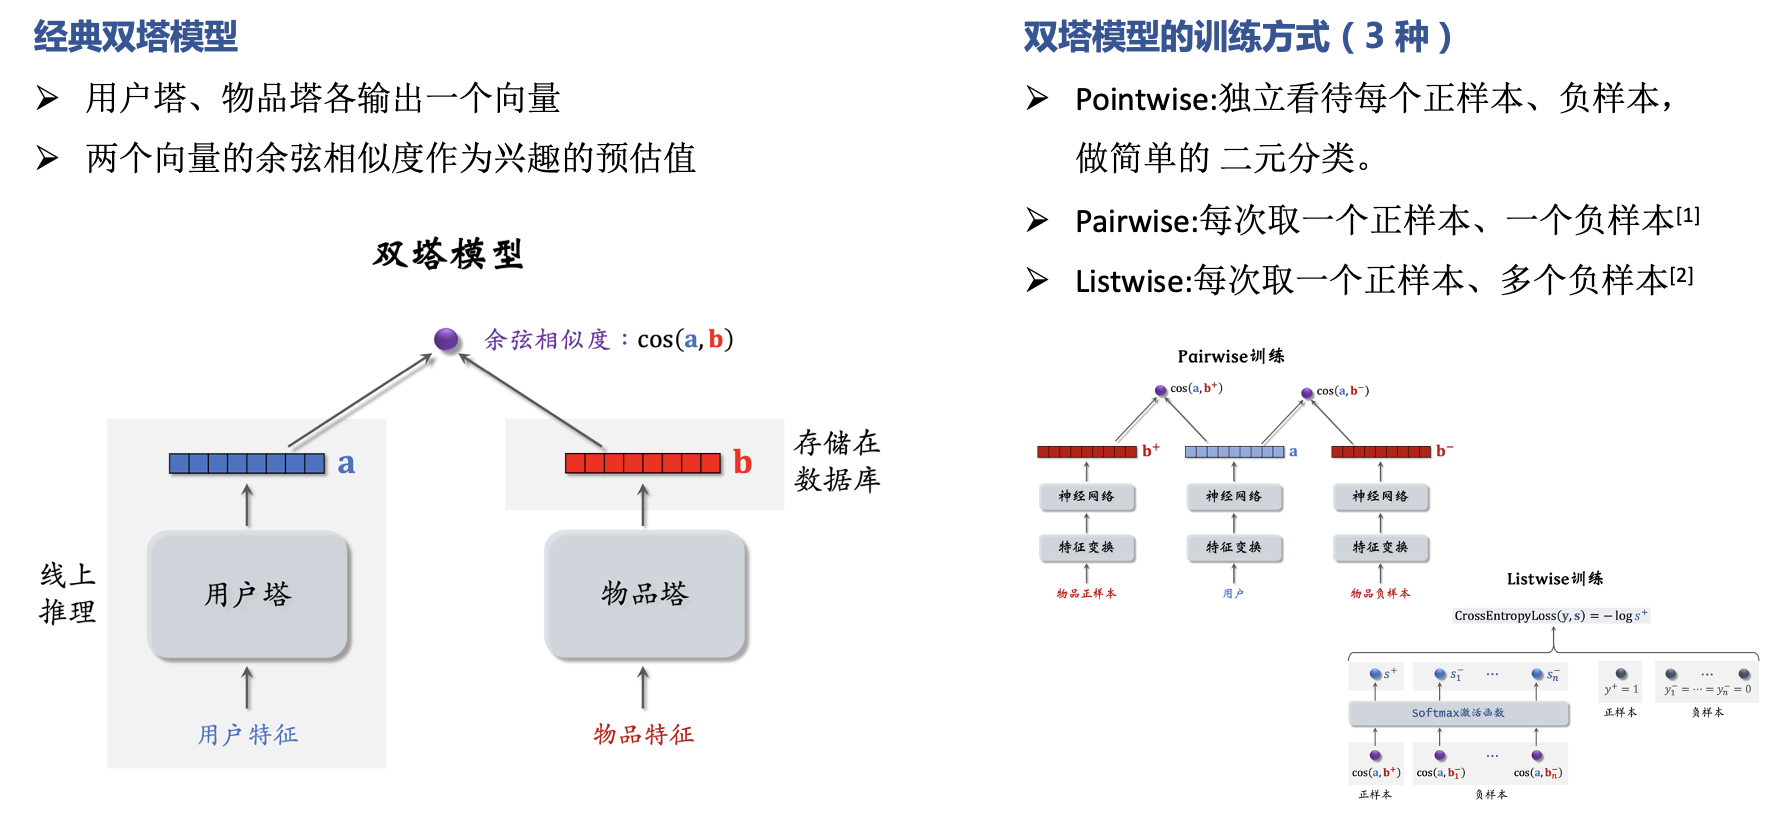 经典双塔模型
➢ 用户塔、物品塔各输出一个向量
➢ 两个向量的余弦相似度作为兴趣的预估值
双塔模型
余弦相似度：cos(a, b)
a
b
存储在
数据库
线上
推理
用户塔
物品塔
用户特征
物品特征
双塔模型的训练方式（3 种）
➢ Pointwise:独立看待每个正样本、负样本，
做简单的 二元分类。
➢ Pairwise:每次取一个正样本、一个负样本[1]
➢ Listwise:每次取一个正样本、多个负样本[2]
Pairwise训练
cos(a, b⁺)
cos(a, b⁻)
b⁺
a
b⁻
神经网络
神经网络
神经网络
特征变换
特征变换
特征变换
物品正样本
用户
物品负样本
Listwise训练
CrossEntropyLoss(y, s) = − log s⁺
s⁺
s₁⁻
⋯
sₙ⁻
y⁺ = 1
⋯
y₁⁻ = ⋯ = yₙ⁻ = 0
正样本
负样本
Softmax激活函数
cos(a, b⁺)
cos(a, b₁⁻)
⋯
cos(a, bₙ⁻)
正样本
负样本